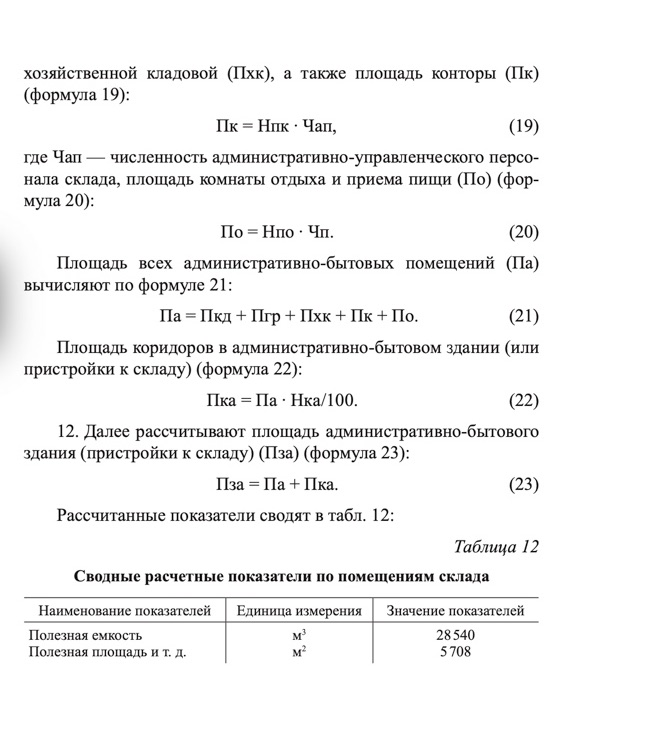 хозяйственной кладовой (Пхк), а также площадь конторы (Пк)
(формула 19):
Пк = Нпк · Чап, (19)
где Чап — численность административно-управленческого персо-
нала склада, площадь комнаты отдыха и приема пищи (По) (фор-
мула 20):
По = Нпо · Чп. (20)
Площадь всех административно-бытовых помещений (Па)
вычисляют по формуле 21:
Па = Пкд + Пгр + Пхк + Пк + По. (21)
Площадь коридоров в административно-бытовом здании (или
пристройки к складу) (формула 22):
Пка = Па · Нка/100. (22)
12. Далее рассчитывают площадь административно-бытового
здания (пристройки к складу) (Пза) (формула 23):
Пза = Па + Пка. (23)
Рассчитанные показатели сводят в табл. 12:
Таблица 12
Сводные расчетные показатели по помещениям склада
Наименование показателей Единица измерения Значение показателей
Полезная емкость м³ 28 540
Полезная площадь и т. д. м² 5 708